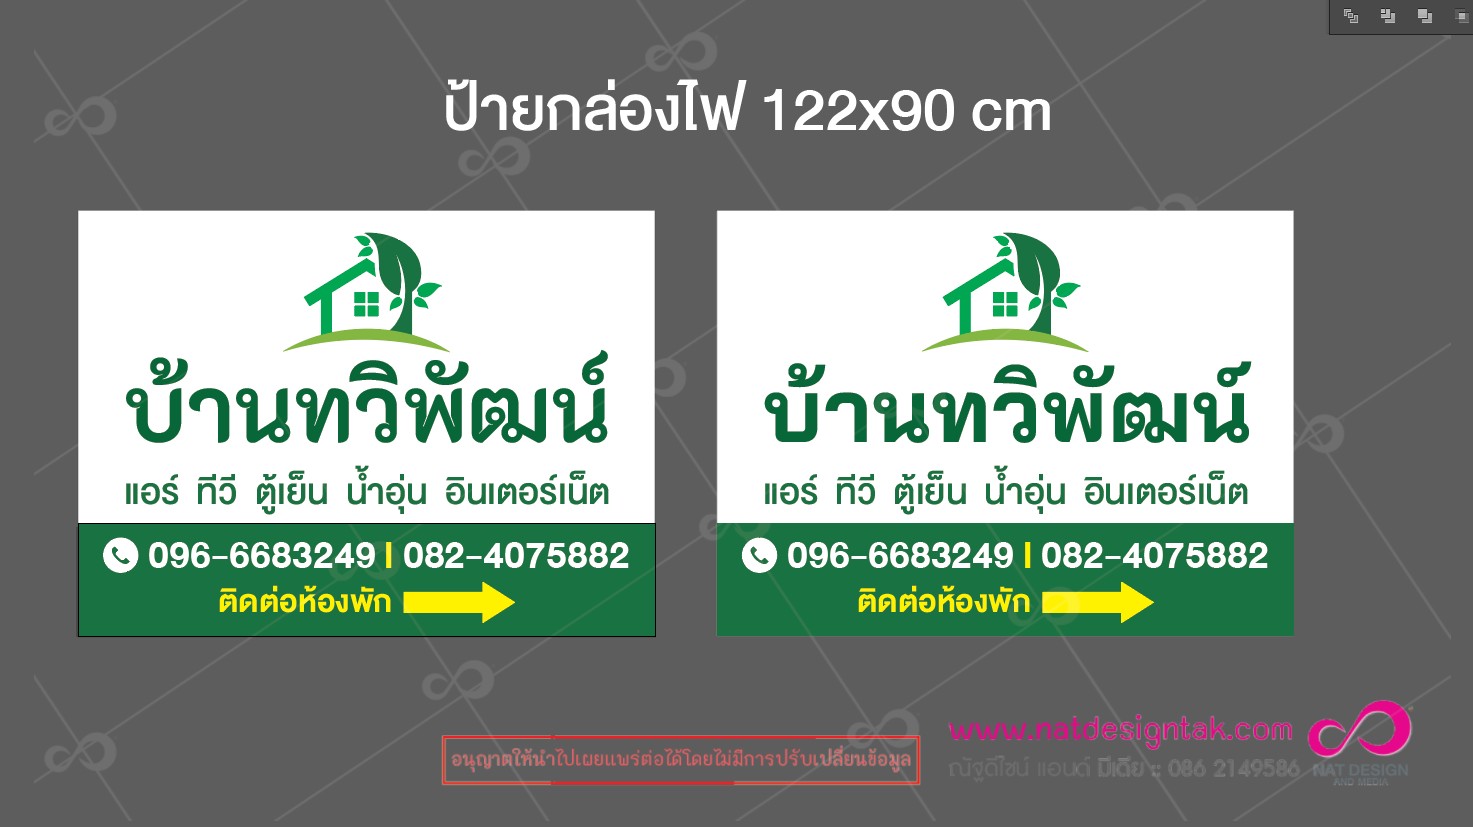 ป้ายกล่องไฟ 122x90 cm
บ้านทวิพัฒน์
แอร์ ทีวี ตู้เย็น น้ำอุ่น อินเตอร์เน็ต
096-6683249 | 082-4075882
ติดต่อห้องพัก
บ้านทวิพัฒน์
แอร์ ทีวี ตู้เย็น น้ำอุ่น อินเตอร์เน็ต
096-6683249 | 082-4075882
ติดต่อห้องพัก
อนุญาตให้นำไปเผยแพร่ต่อได้โดยไม่มีการปรับเปลี่ยนข้อมูล
www.natdesigntak.com
ณัฐดีไซน์ แอนด์ มีเดีย :: 086 2149586
NAT DESIGN
AND MEDIA